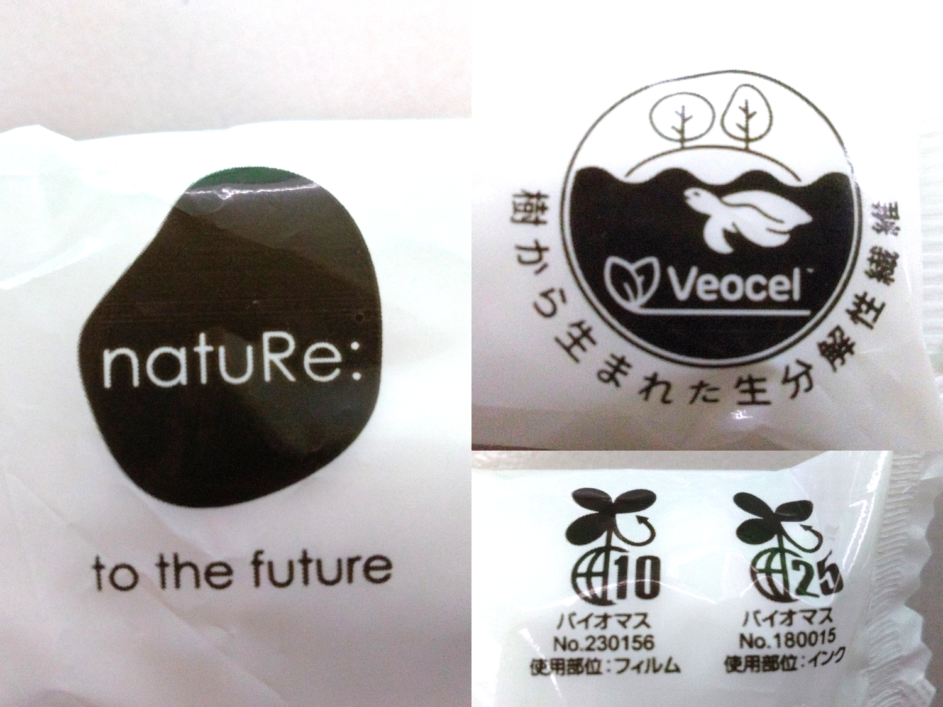 natuRe:
to the future
Veocel™
樹から生まれた生分解性繊維
10
バイオマス
No.230156
使用部位：フィルム
25
バイオマス
No.180015
使用部位：インク